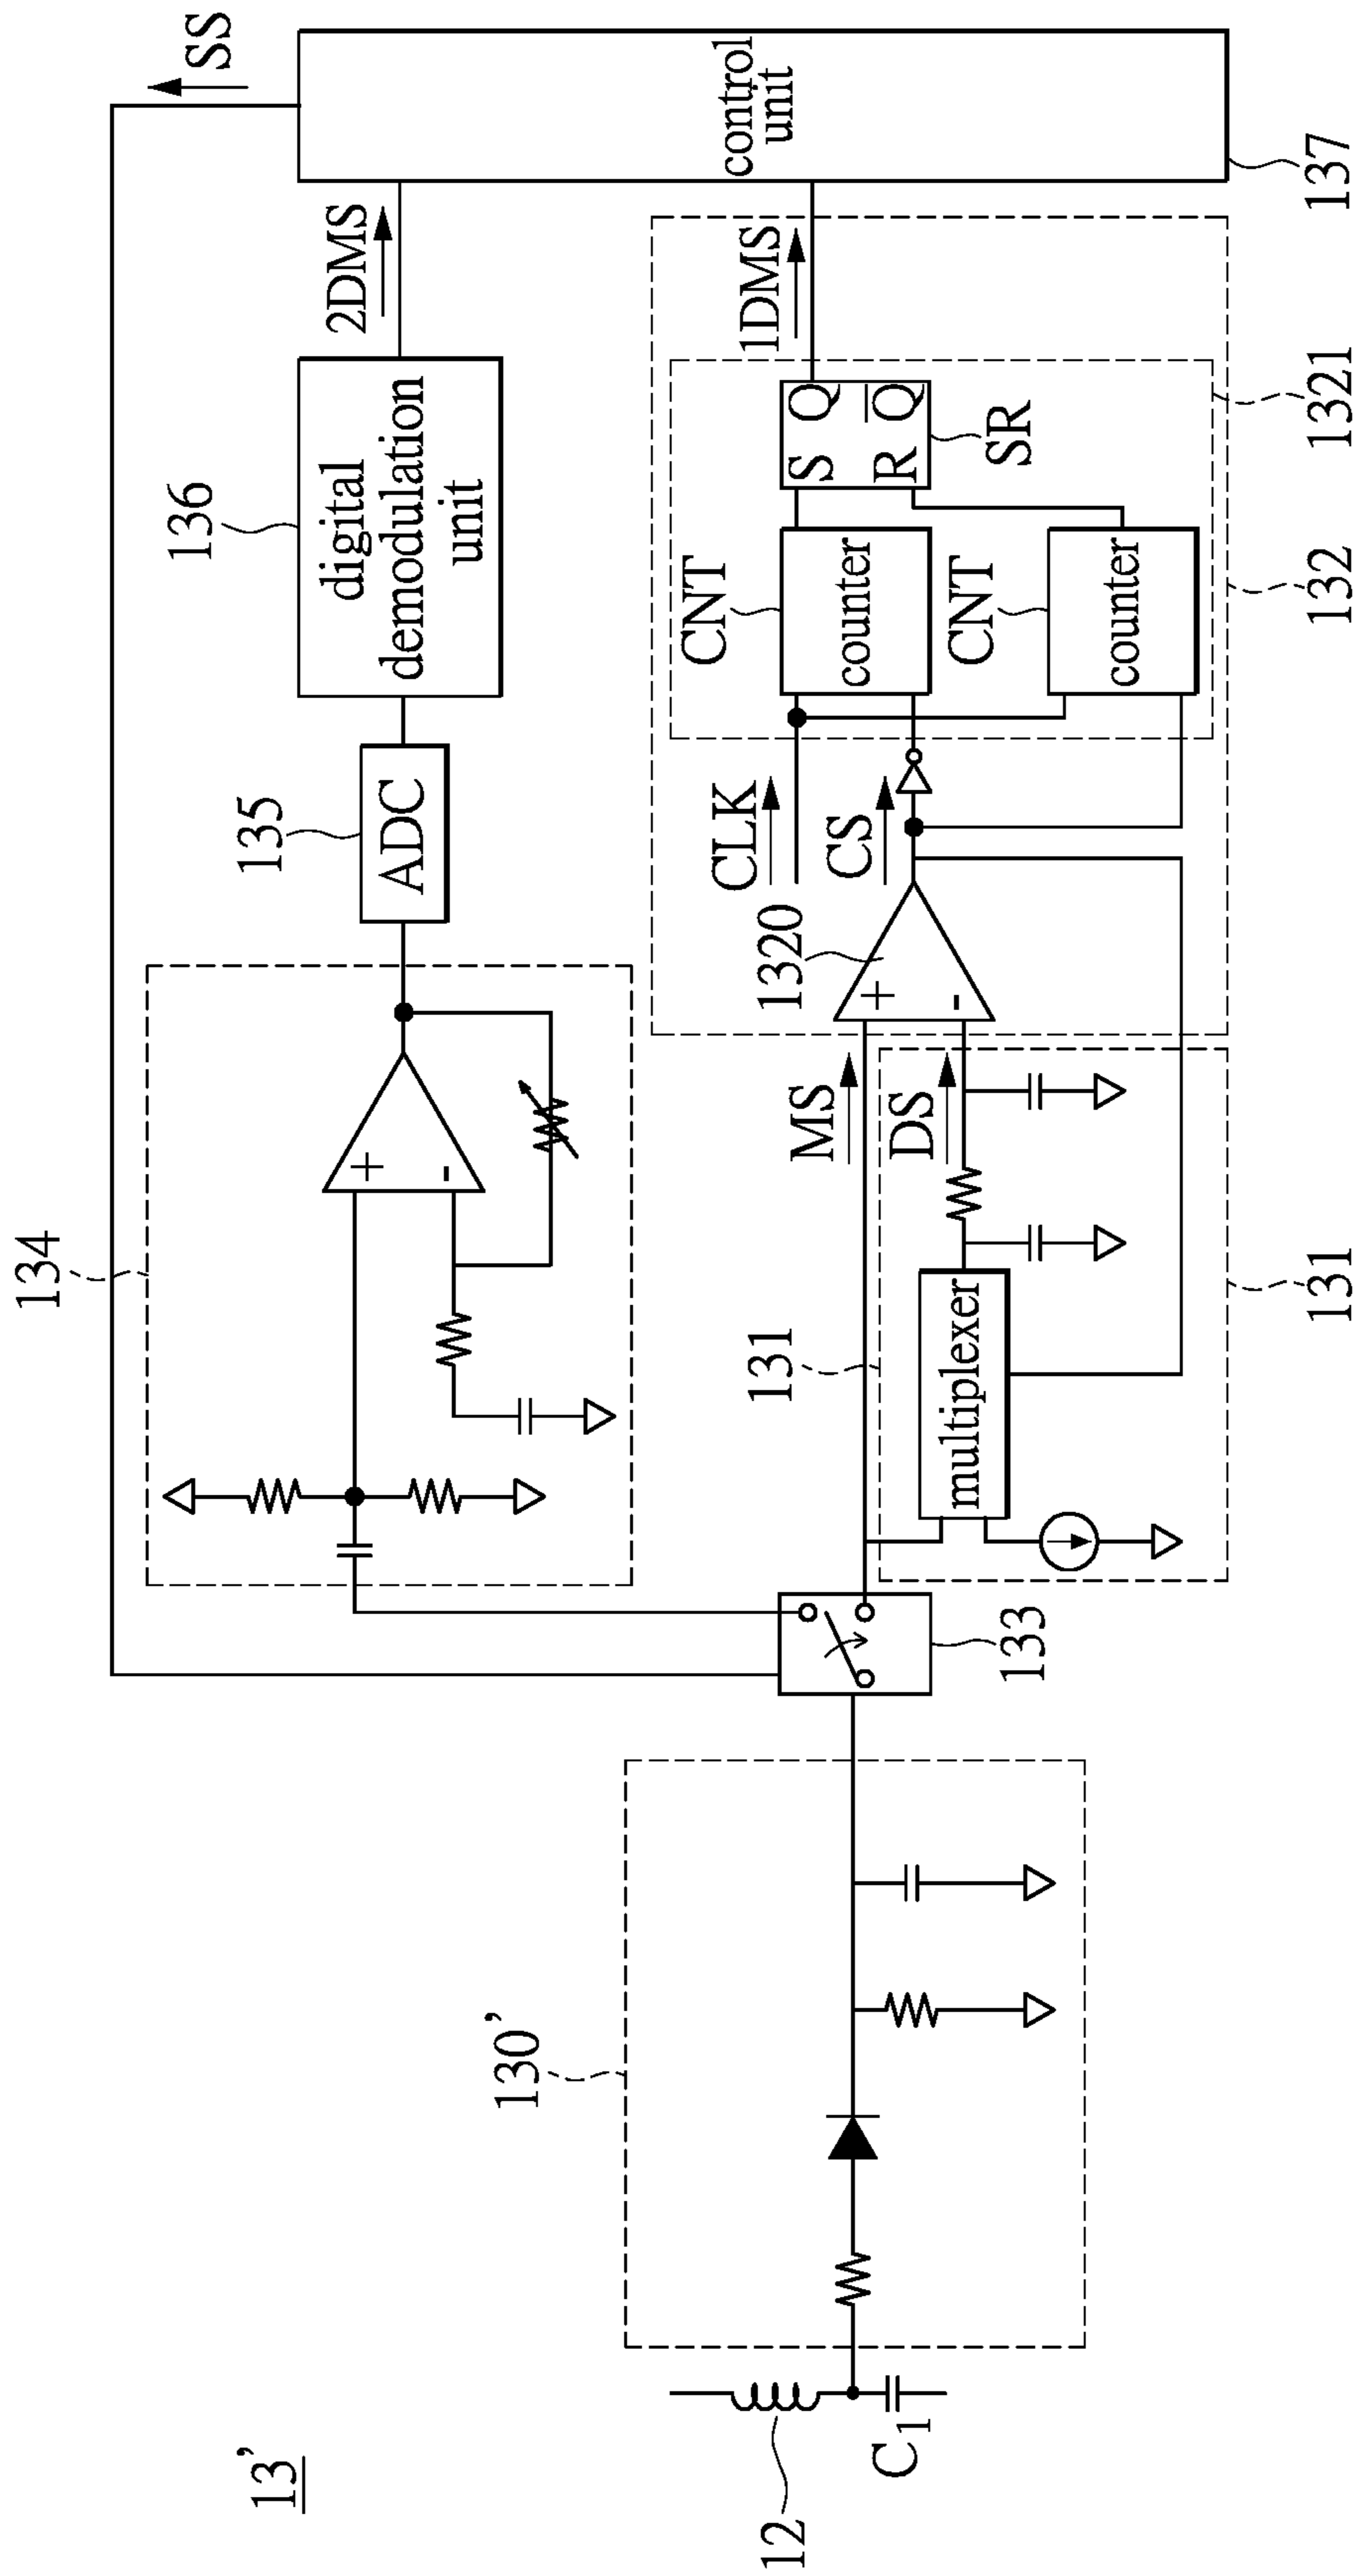 13'
12
C1
130'
133
134
+
-
135
ADC
136
digital
demodulation
unit
2DMS
SS
control
unit
137
131
multiplexer
131
MS
DS
1320
+
-
CLK
CS
CNT
counter
CNT
counter
S Q
R Q̅
SR
1DMS
1321
132